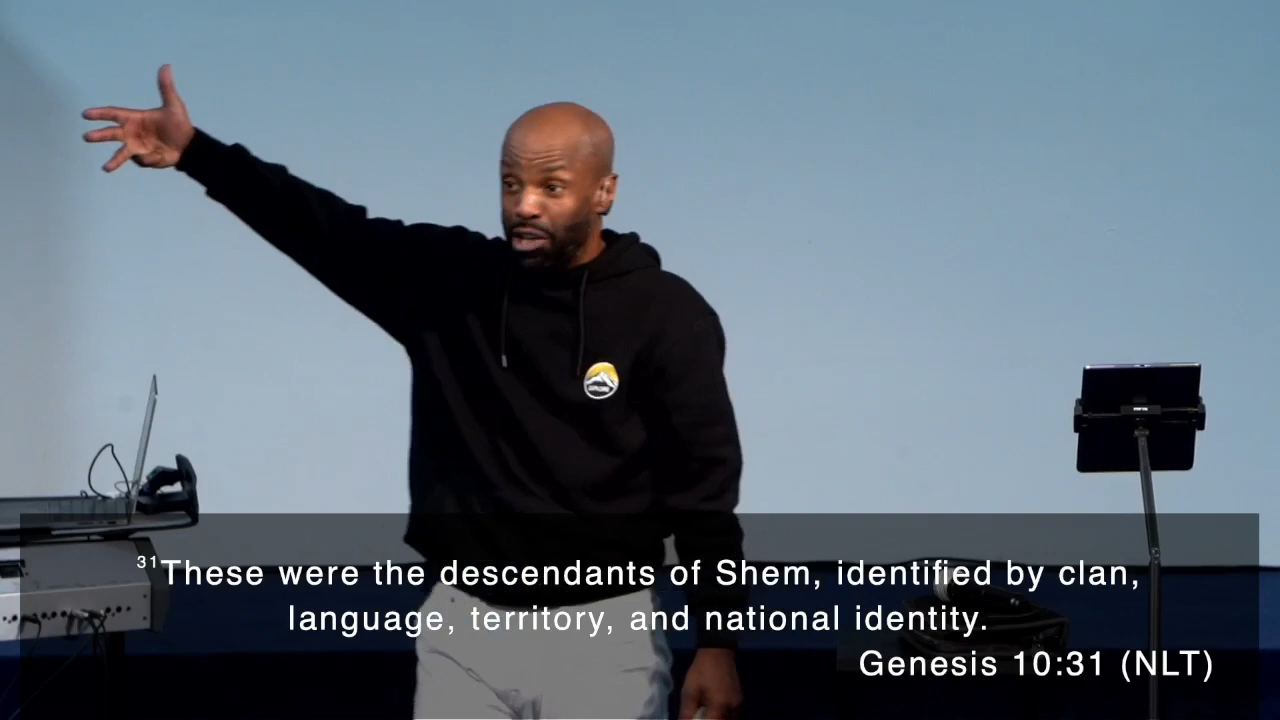 ³¹These were the descendants of Shem, identified by clan,
language, territory, and national identity.
Genesis 10:31 (NLT)